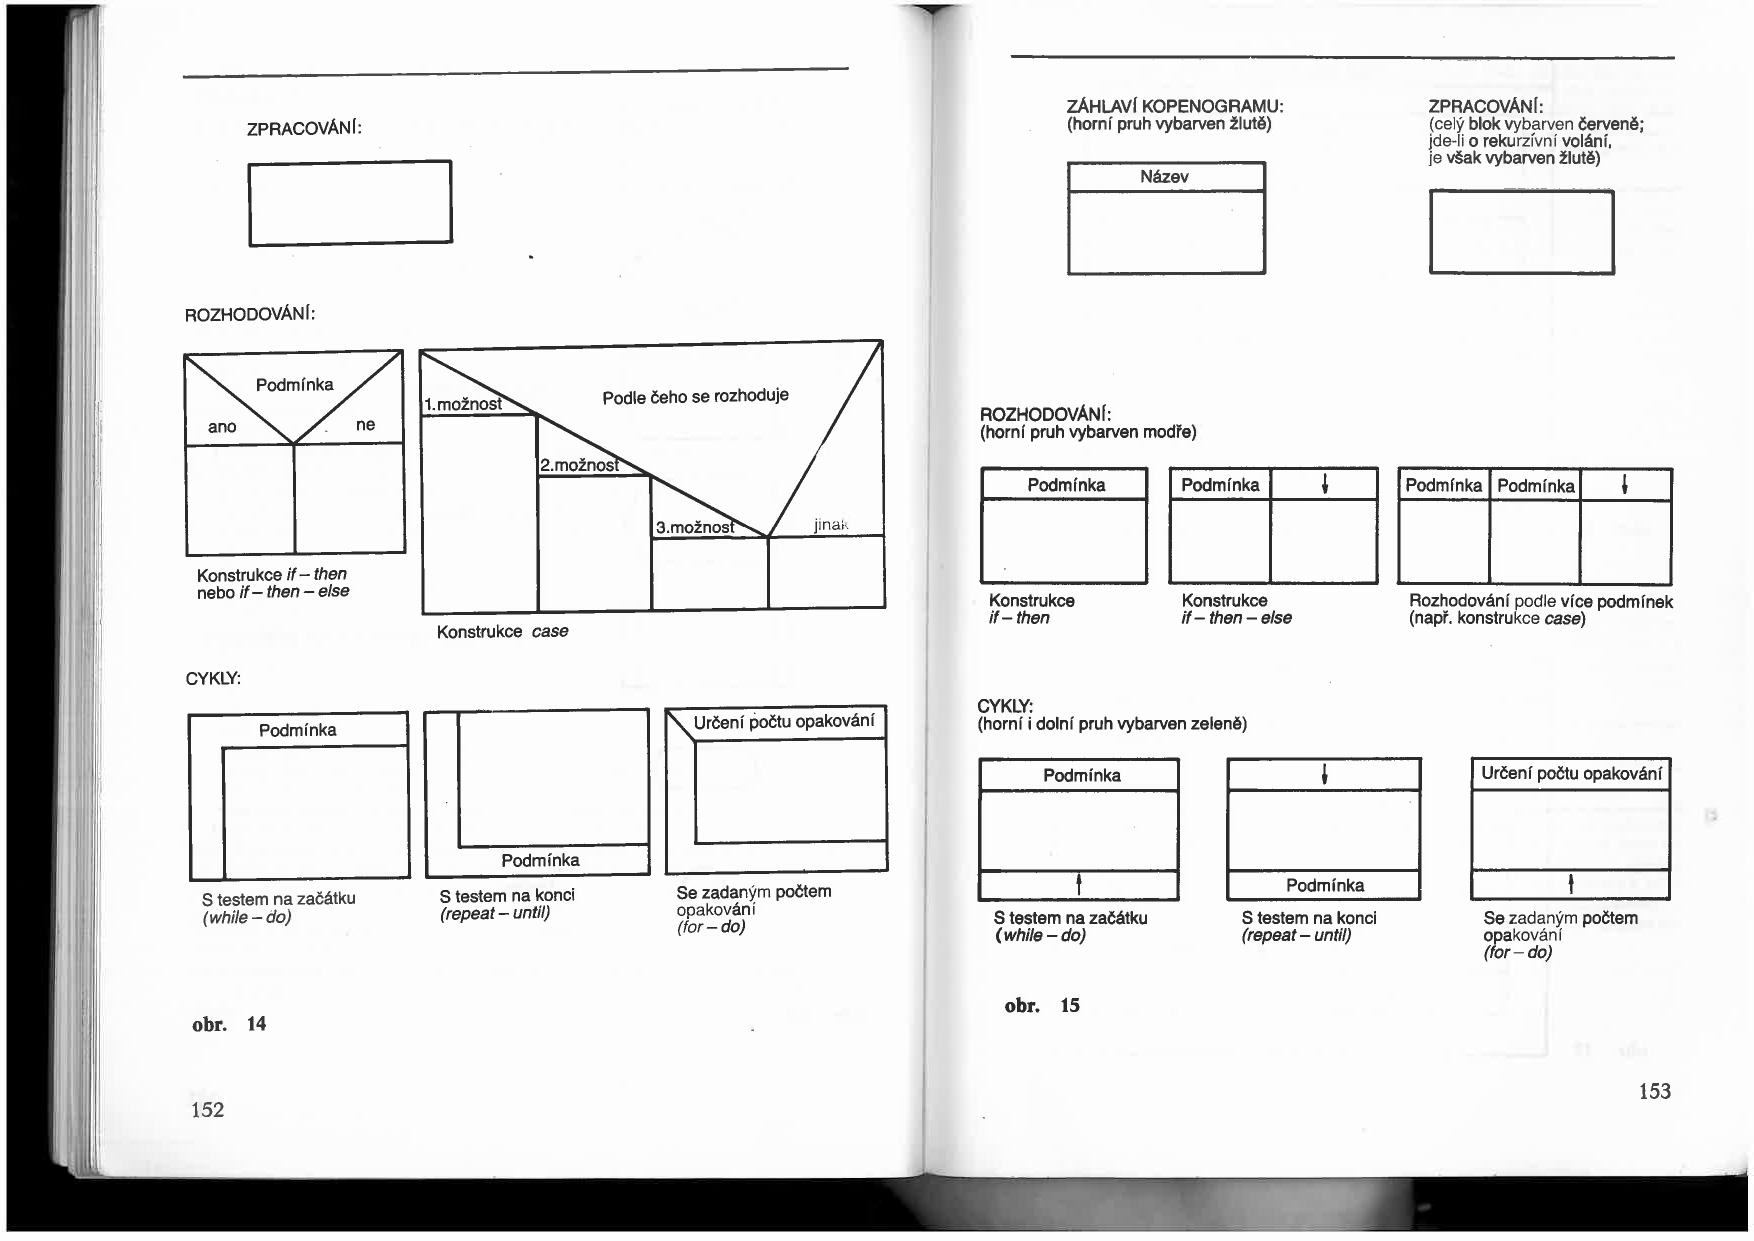 ZPRACOVÁNÍ:
ROZHODOVÁNÍ:
Podmínka
ano
ne
Konstrukce if – then
nebo if – then – else
Podle čeho se rozhoduje
1.možnost
2.možnost
3.možnost
jinak
Konstrukce case
CYKLY:
Podmínka
S testem na začátku
(while – do)
Podmínka
S testem na konci
(repeat – until)
Určení počtu opakování
Se zadaným počtem
opakování
(for – do)
obr. 14
152
ZÁHLAVÍ KOPENOGRAMU:
(horní pruh vybarven žlutě)
Název
ZPRACOVÁNÍ:
(celý blok vybarven červeně;
jde-li o rekurzívní volání,
je však vybarven žlutě)
ROZHODOVÁNÍ:
(horní pruh vybarven modře)
Podmínka
Konstrukce
if – then
Podmínka
Konstrukce
if – then – else
Podmínka Podmínka
Rozhodování podle více podmínek
(např. konstrukce case)
CYKLY:
(horní i dolní pruh vybarven zeleně)
Podmínka
S testem na začátku
(while – do)
Podmínka
S testem na konci
(repeat – until)
Určení počtu opakování
Se zadaným počtem
opakování
(for – do)
obr. 15
153